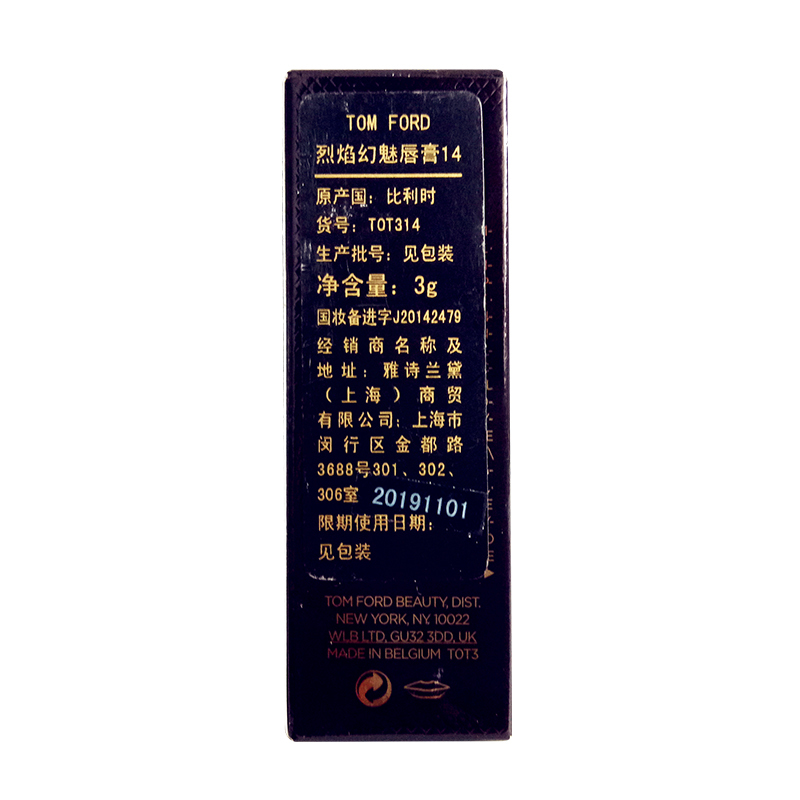 TOM FORD
烈焰幻魅唇膏14
原产国：比利时
货号：T0T314
生产批号：见包装
净含量：3g
国妆备进字J20142479
经销商名称及
地址：雅诗兰黛
（上海）商贸
有限公司：上海市
闵行区金都路
3688号301、302、
306室
20191101
限期使用日期：
见包装
TOM FORD BEAUTY, DIST.
NEW YORK, NY. 10022
WLB LTD, GU32 3DD, UK
MADE IN BELGIUM T0T3